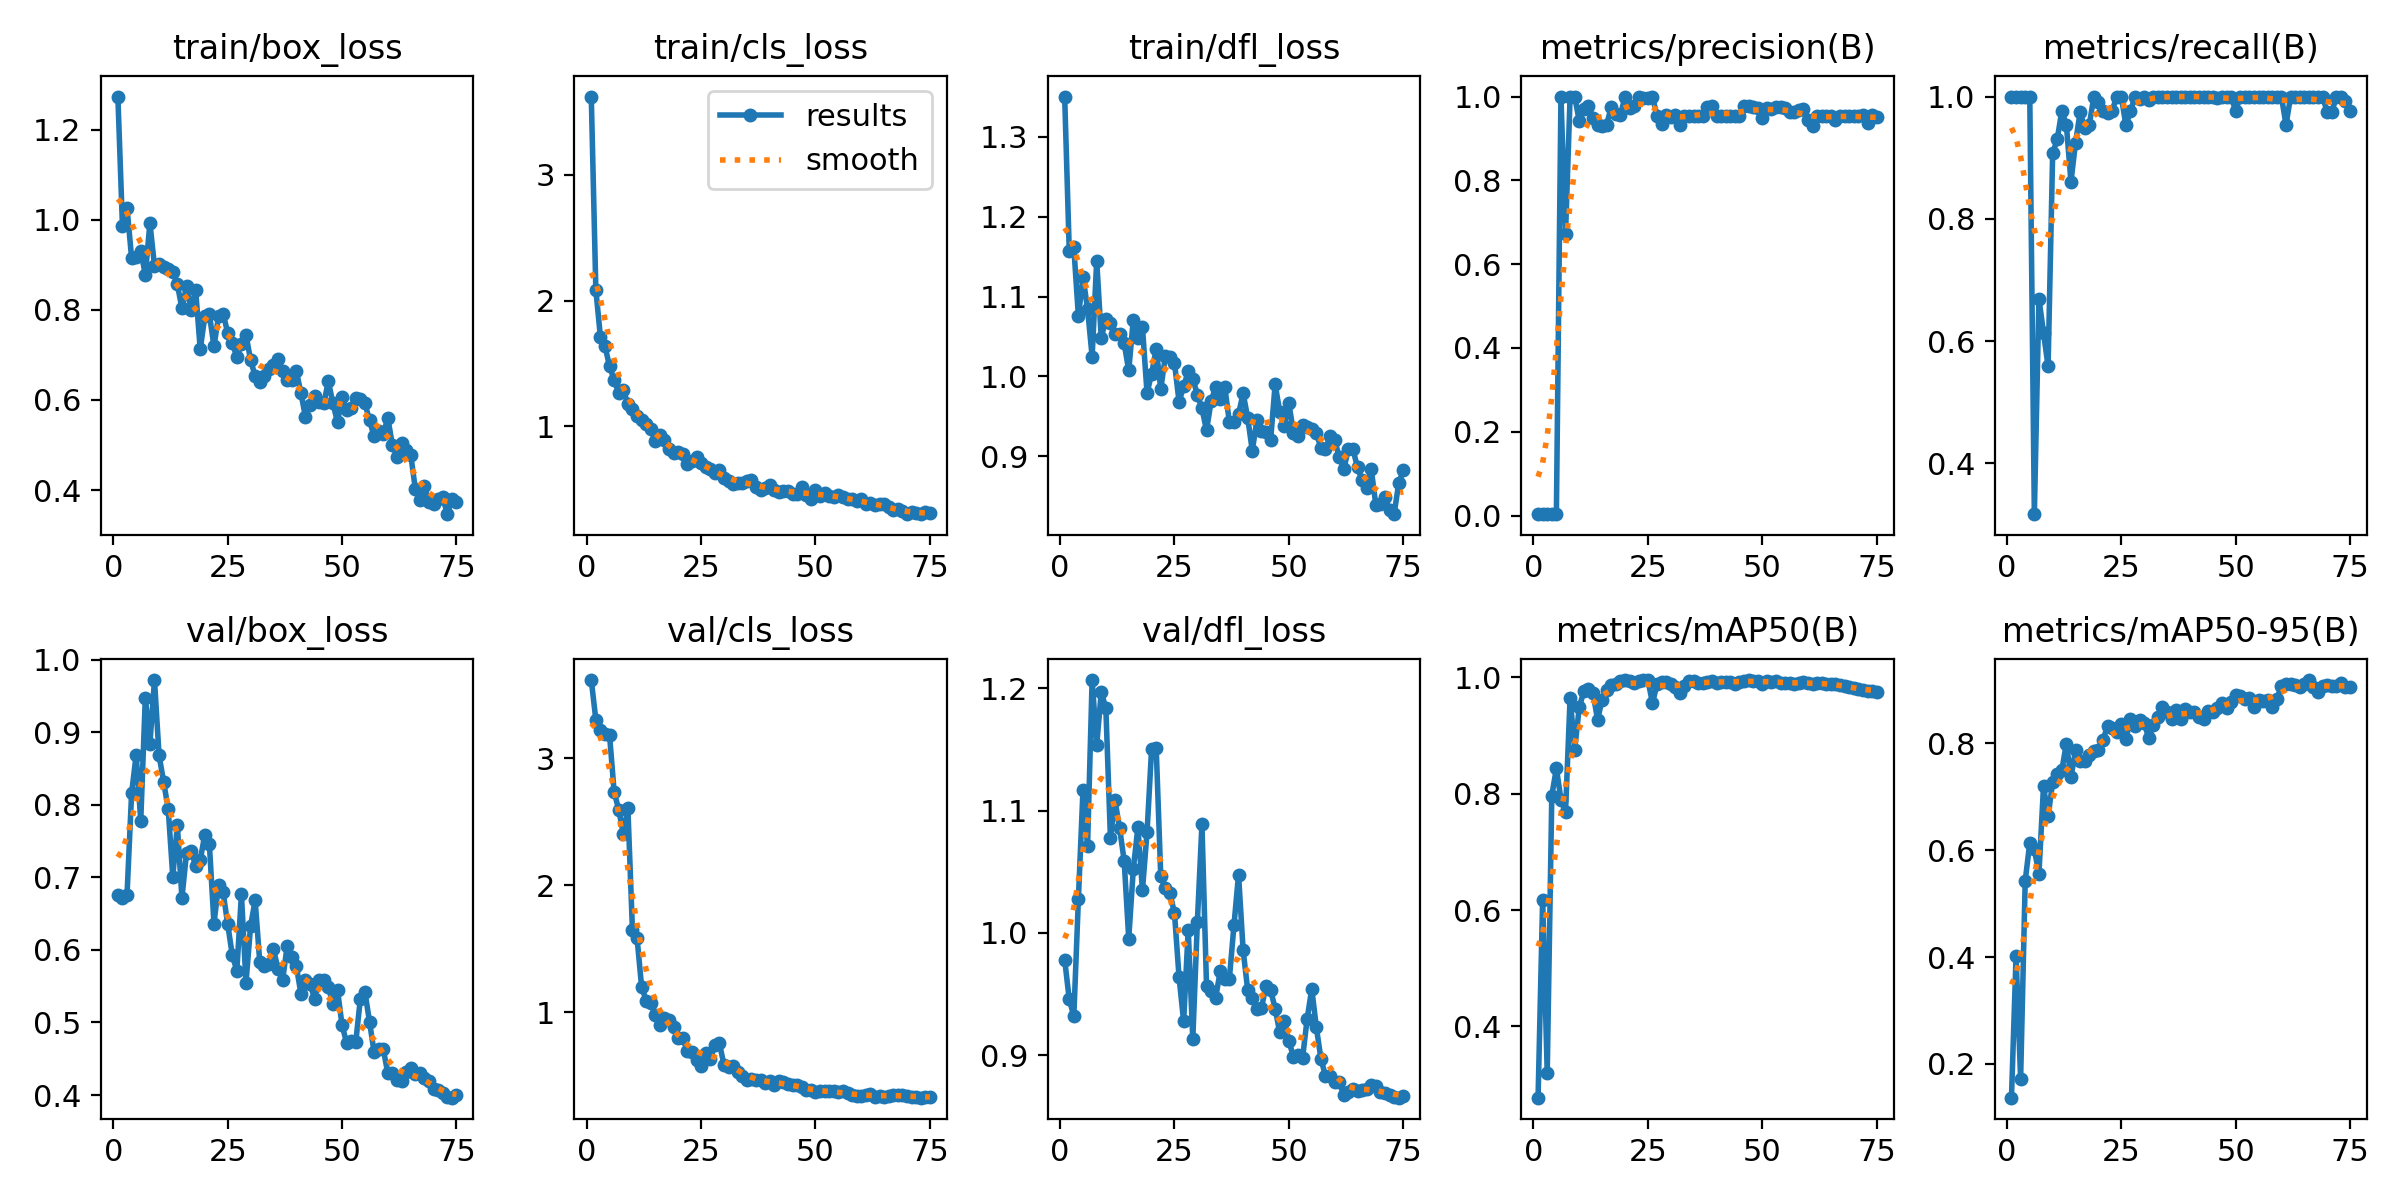 train/box_loss
train/cls_loss
train/dfl_loss
metrics/precision(B)
metrics/recall(B)
1.2
1.0
0.8
0.6
0.4
0 25 50 75
results
smooth
3
2
1
0 25 50 75
1.3
1.2
1.1
1.0
0.9
0 25 50 75
1.0
0.8
0.6
0.4
0.2
0.0
0 25 50 75
1.0
0.8
0.6
0.4
0 25 50 75
val/box_loss
val/cls_loss
val/dfl_loss
metrics/mAP50(B)
metrics/mAP50-95(B)
1.0
0.9
0.8
0.7
0.6
0.5
0.4
0 25 50 75
3
2
1
0 25 50 75
1.2
1.1
1.0
0.9
0 25 50 75
1.0
0.8
0.6
0.4
0 25 50 75
0.8
0.6
0.4
0.2
0 25 50 75